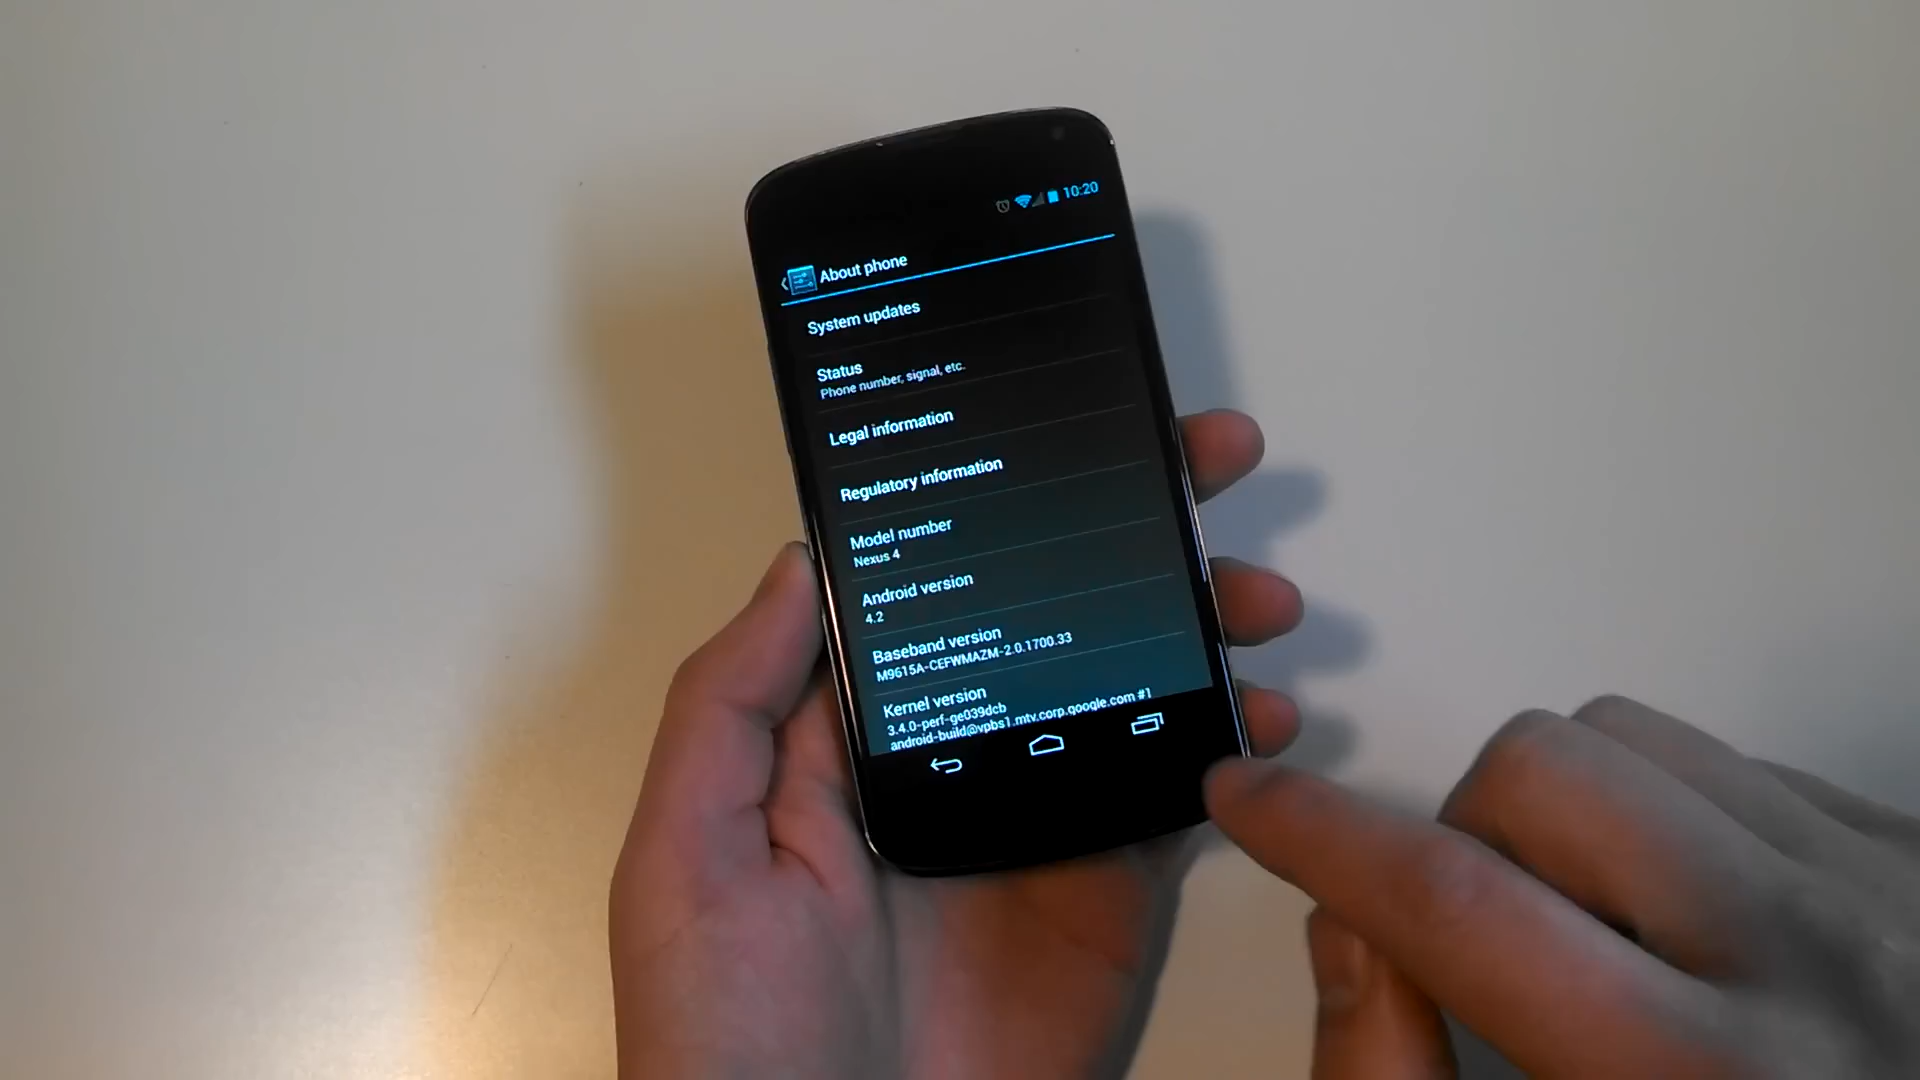 10:20
About phone
System updates
Status
Phone number, signal, etc.
Legal information
Regulatory information
Model number
Nexus 4
Android version
4.2
Baseband version
M9615A-CEFWMAZM-2.0.1700.33
Kernel version
3.4.0-perf-ge039dcb
android-build@vpbs1.mtv.corp.google.com #1